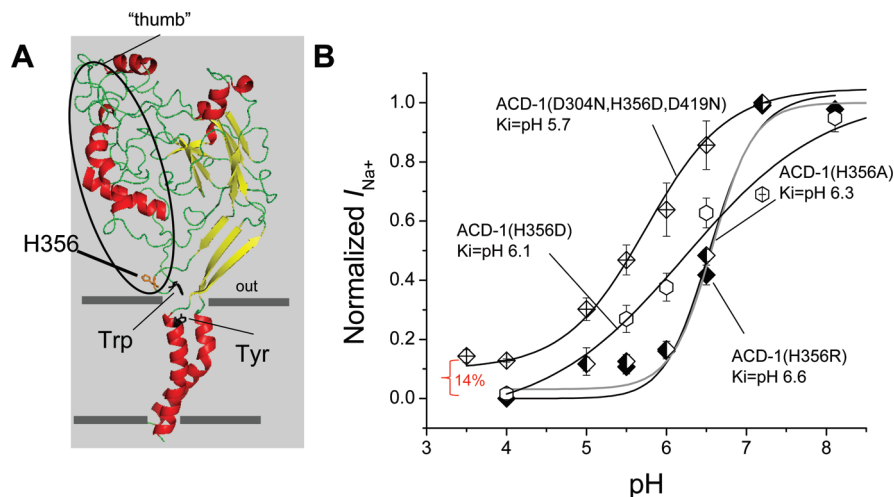 A
"thumb"
H356
out
Trp
Tyr
B
Normalized I Na+
1.0
0.8
0.6
0.4
0.2
0.0
14%
ACD-1(D304N,H356D,D419N)
Ki=pH 5.7
ACD-1(H356A)
Ki=pH 6.3
ACD-1(H356D)
Ki=pH 6.1
ACD-1(H356R)
Ki=pH 6.6
3 4 5 6 7 8
pH